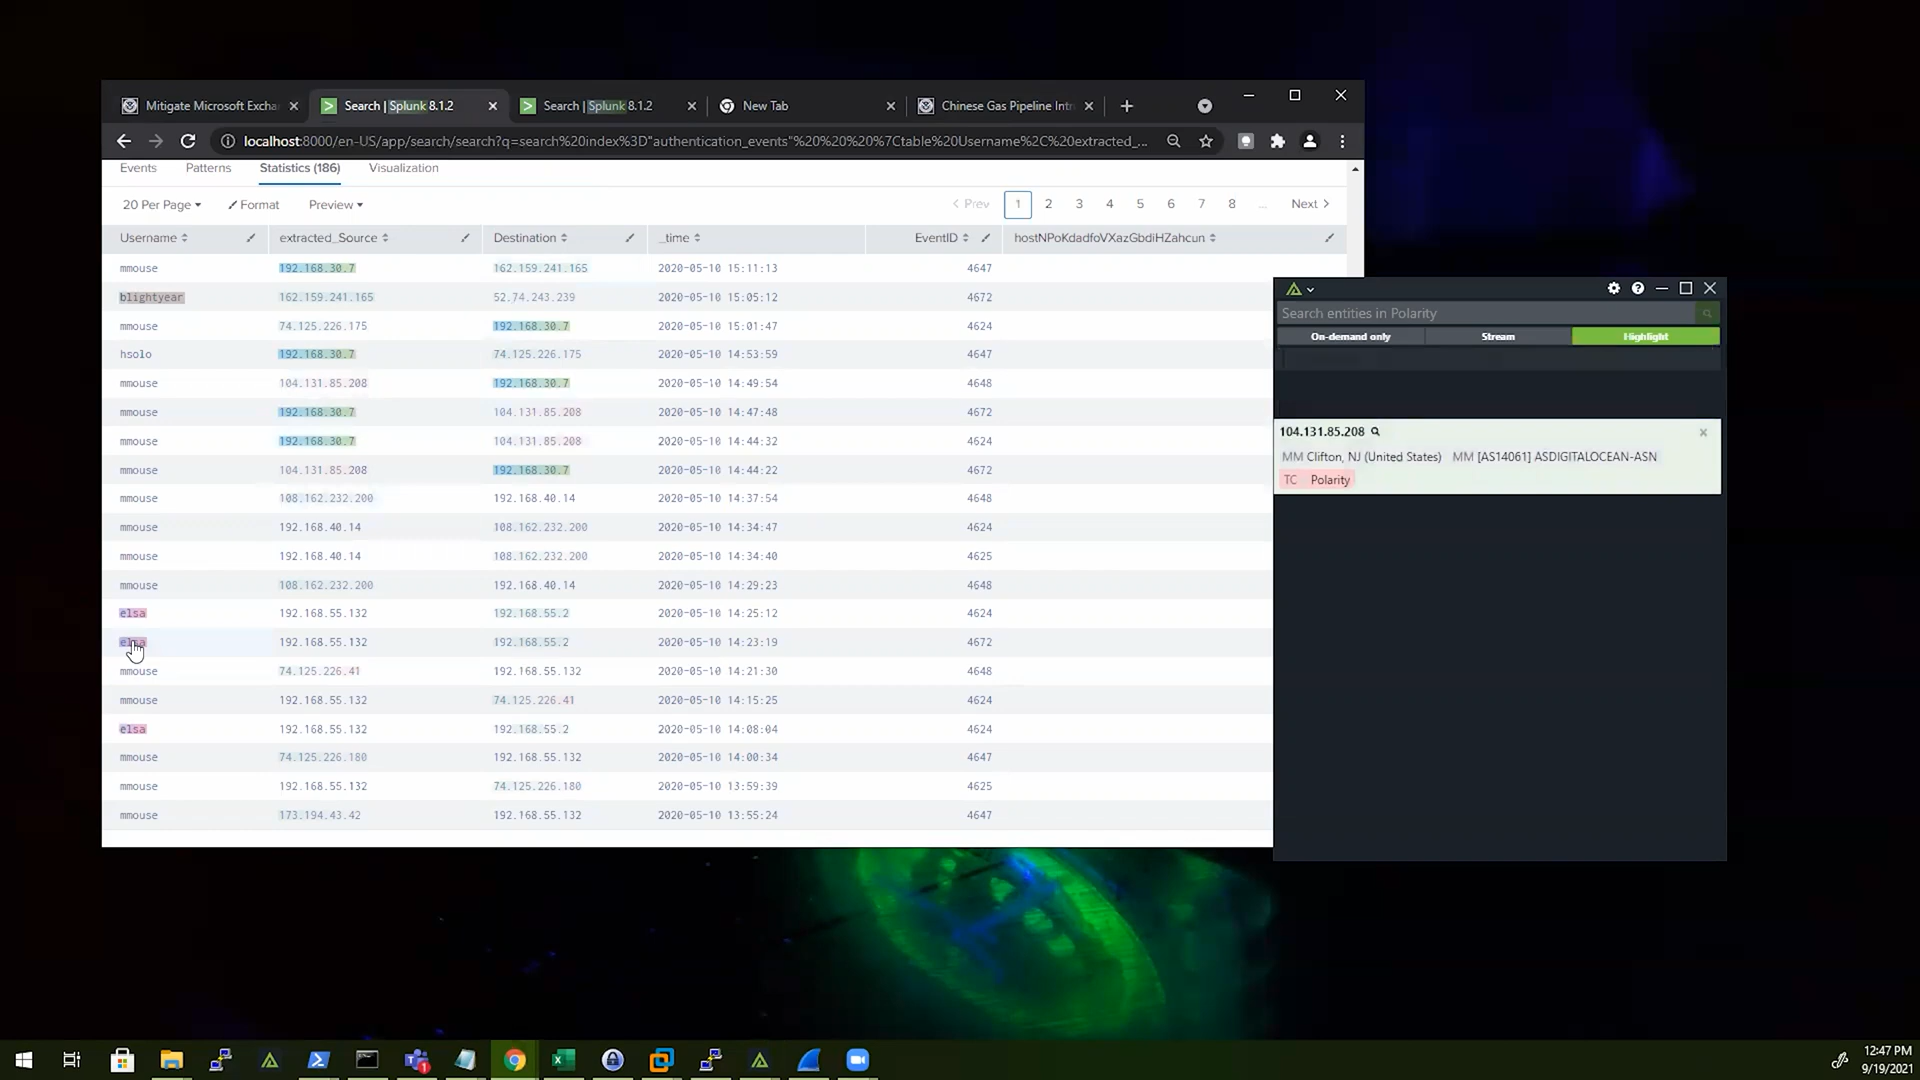 Mitigate Microsoft Excha
Search | Splunk 8.1.2
Search | Splunk 8.1.2
New Tab
Chinese Gas Pipeline Intr
localhost:8000/en-US/app/search/search?q=search%20index%3D"authentication_events"%20%20%20%7Ctable%20Username%2C%20extracted_...
Events Patterns Statistics (186) Visualization
20 Per Page Format Preview
Prev 1 2 3 4 5 6 7 8 ... Next
Username extracted_Source Destination _time EventID hostNPoKdadfoVXazGbdiHZahcun
mmouse 192.168.30.7 162.159.241.165 2020-05-10 15:11:13 4647
blightyear 162.159.241.165 52.74.243.239 2020-05-10 15:05:12 4672
mmouse 74.125.226.175 192.168.30.7 2020-05-10 15:01:47 4624
hsolo 192.168.30.7 74.125.226.175 2020-05-10 14:53:59 4647
mmouse 104.131.85.208 192.168.30.7 2020-05-10 14:49:54 4648
mmouse 192.168.30.7 104.131.85.208 2020-05-10 14:47:48 4672
mmouse 192.168.30.7 104.131.85.208 2020-05-10 14:44:32 4624
mmouse 104.131.85.208 192.168.30.7 2020-05-10 14:44:22 4672
mmouse 108.162.232.200 192.168.40.14 2020-05-10 14:37:54 4648
mmouse 192.168.40.14 108.162.232.200 2020-05-10 14:34:47 4624
mmouse 192.168.40.14 108.162.232.200 2020-05-10 14:34:40 4625
mmouse 108.162.232.200 192.168.40.14 2020-05-10 14:29:23 4648
elsa 192.168.55.132 192.168.55.2 2020-05-10 14:25:12 4624
elsa 192.168.55.132 192.168.55.2 2020-05-10 14:23:19 4672
mmouse 74.125.226.41 192.168.55.132 2020-05-10 14:21:30 4648
mmouse 192.168.55.132 74.125.226.41 2020-05-10 14:15:25 4624
elsa 192.168.55.132 192.168.55.2 2020-05-10 14:08:04 4624
mmouse 74.125.226.180 192.168.55.132 2020-05-10 14:00:34 4647
mmouse 192.168.55.132 74.125.226.180 2020-05-10 13:59:39 4625
mmouse 173.194.43.42 192.168.55.132 2020-05-10 13:55:24 4647
Search entities in Polarity
On-demand only Stream Highlight
104.131.85.208
MM Clifton, NJ (United States) MM [AS14061] ASDIGITALOCEAN-ASN
TC Polarity
12:47 PM
9/19/2021